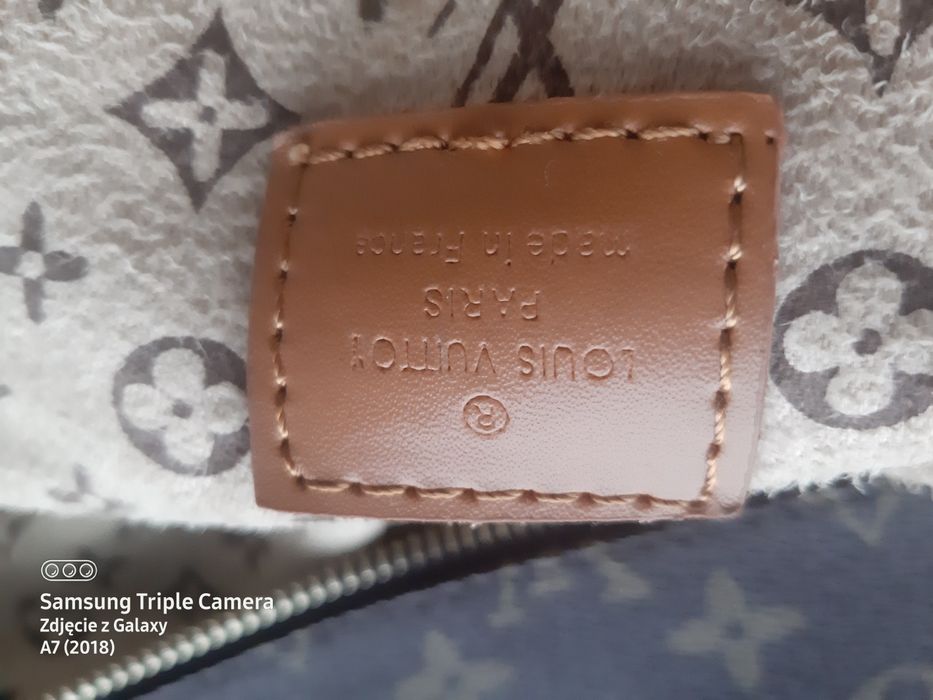 ®
LOUIS VUITTON
PARIS
made in France
Samsung Triple Camera
Zdjęcie z Galaxy
A7 (2018)